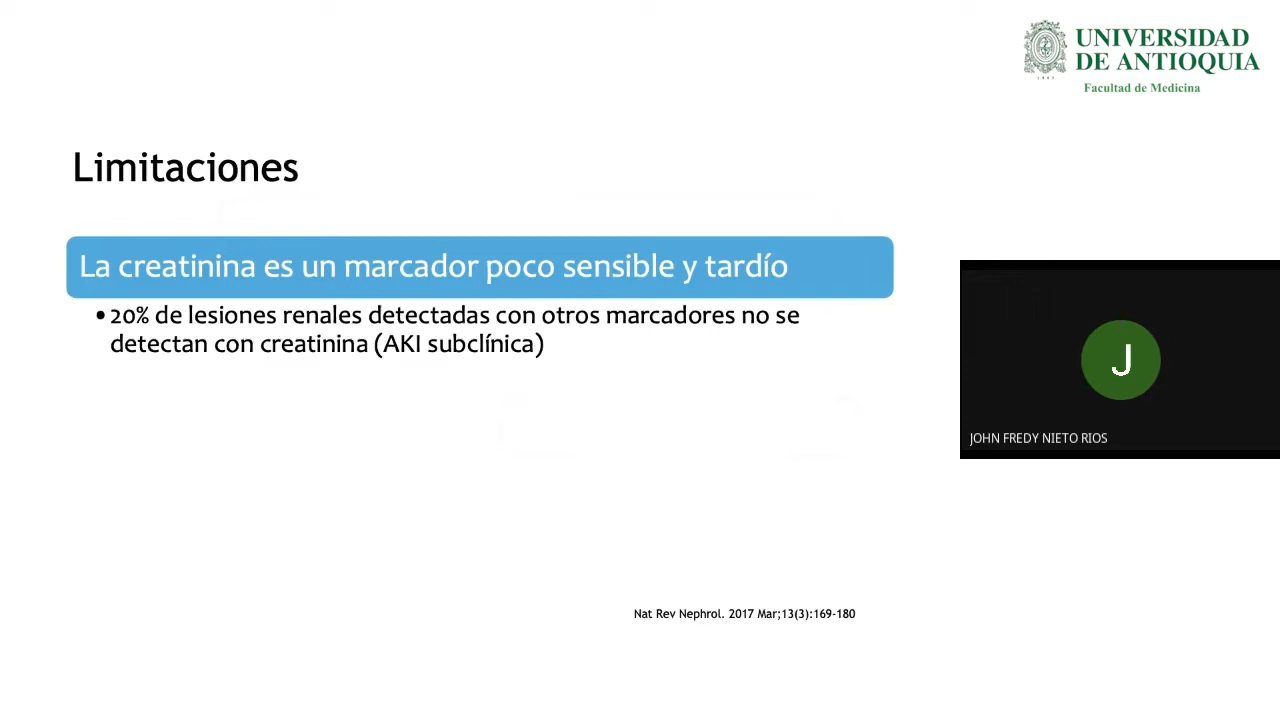 UNIVERSIDAD
DE ANTIOQUIA
1803
Facultad de Medicina
Limitaciones
La creatinina es un marcador poco sensible y tardío
•20% de lesiones renales detectadas con otros marcadores no se
detectan con creatinina (AKI subclínica)
J
JOHN FREDY NIETO RIOS
Nat Rev Nephrol. 2017 Mar;13(3):169-180